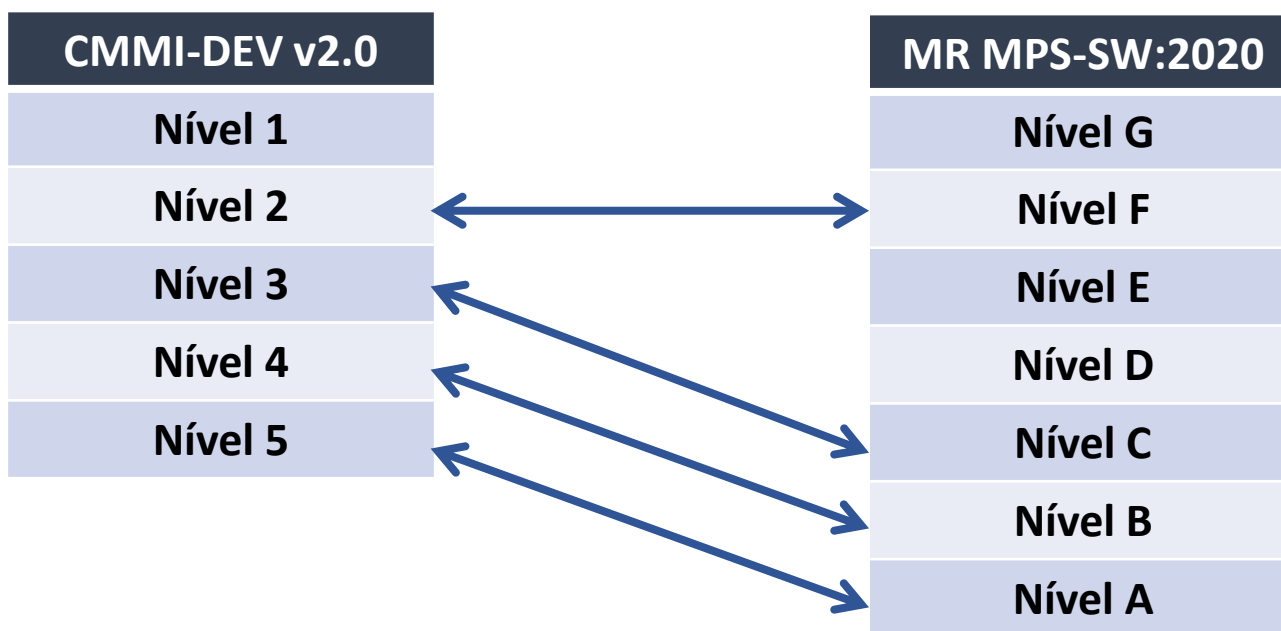 CMMI-DEV v2.0
Nível 1
Nível 2
Nível 3
Nível 4
Nível 5
MR MPS-SW:2020
Nível G
Nível F
Nível E
Nível D
Nível C
Nível B
Nível A